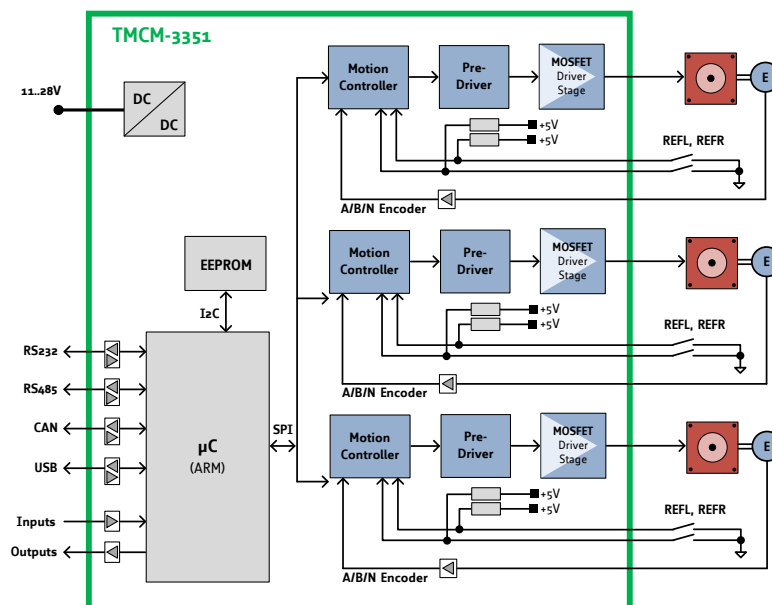 TMCM-3351
11..28V
DC
DC
Motion
Controller
Pre-
Driver
MOSFET
Driver
Stage
E
+5V
+5V
REFL, REFR
A/B/N Encoder
EEPROM
I2C
Motion
Controller
Pre-
Driver
MOSFET
Driver
Stage
E
+5V
+5V
REFL, REFR
A/B/N Encoder
RS232
RS485
CAN
USB
Inputs
Outputs
µC
(ARM)
SPI
Motion
Controller
Pre-
Driver
MOSFET
Driver
Stage
E
+5V
+5V
REFL, REFR
A/B/N Encoder